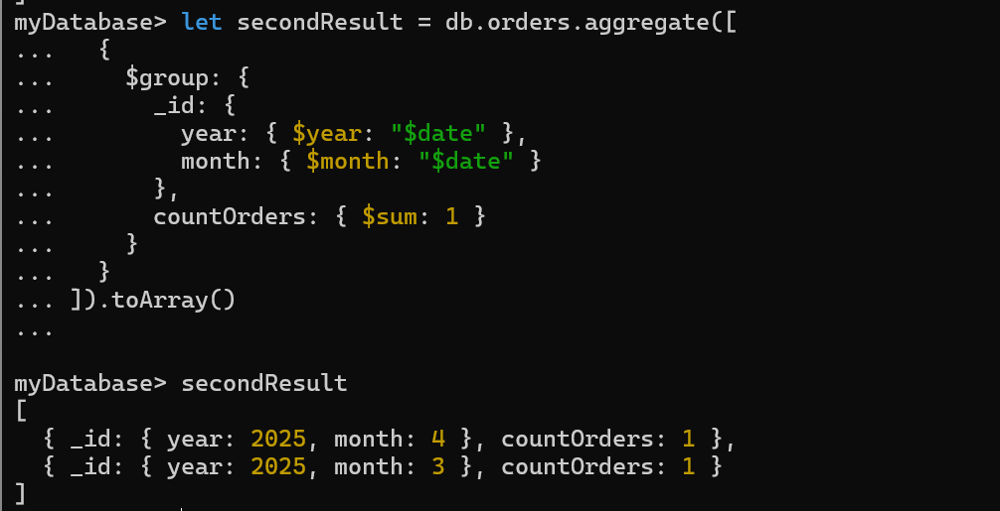 ]
myDatabase> let secondResult = db.orders.aggregate([
...   {
...     $group: {
...       _id: {
...         year: { $year: "$date" },
...         month: { $month: "$date" }
...       },
...       countOrders: { $sum: 1 }
...     }
...   }
... ]).toArray()
...
myDatabase> secondResult
[
  { _id: { year: 2025, month: 4 }, countOrders: 1 },
  { _id: { year: 2025, month: 3 }, countOrders: 1 }
]